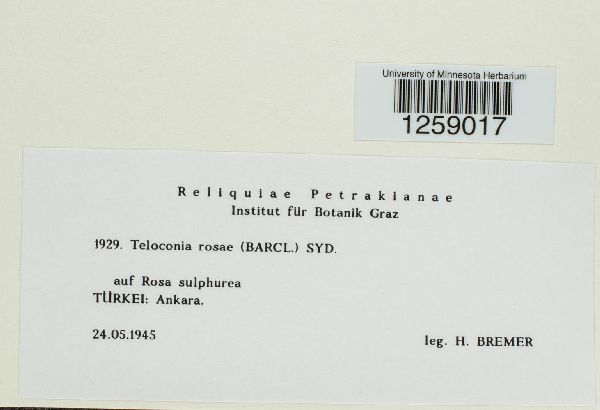 University of Minnesota Herbarium
1259017
Reliquiae Petrakianae
Institut für Botanik Graz
1929. Teloconia rosae (BARCL.) SYD.
auf Rosa sulphurea
TÜRKEI: Ankara.
24.05.1945
leg. H. BREMER